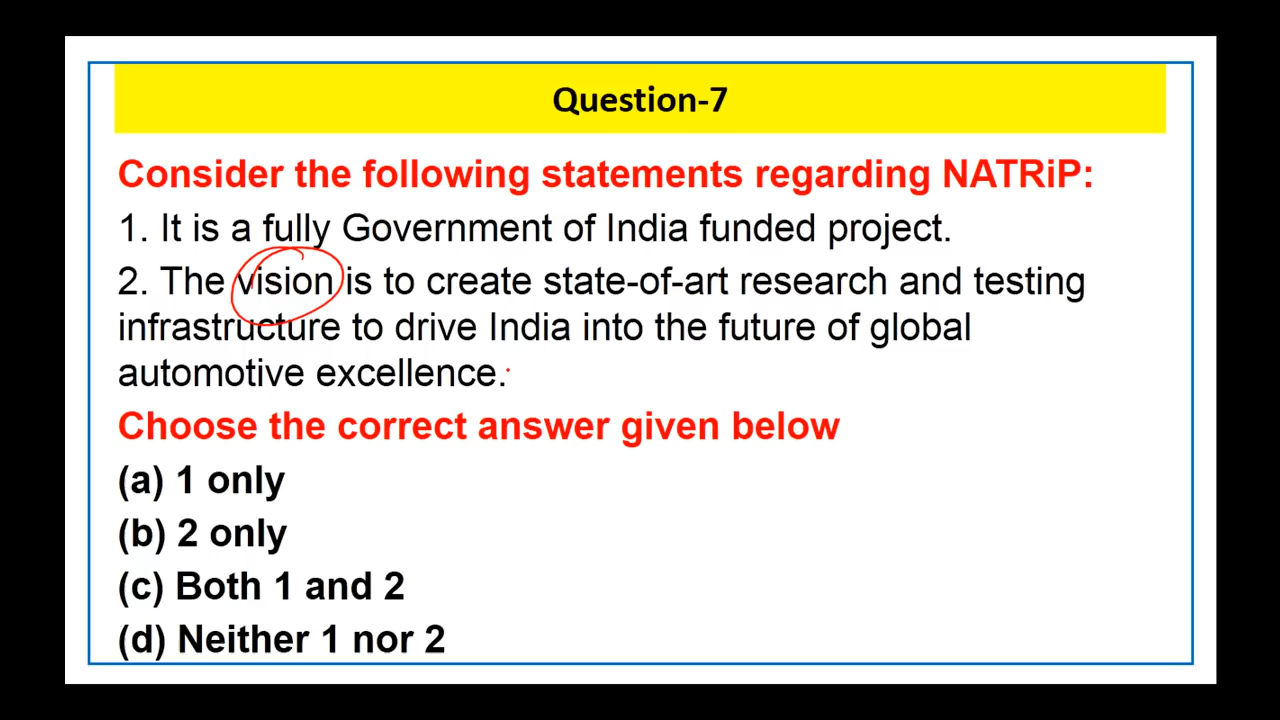 Question-7
Consider the following statements regarding NATRiP:
1. It is a fully Government of India funded project.
2. The vision is to create state-of-art research and testing
infrastructure to drive India into the future of global
automotive excellence.
Choose the correct answer given below
(a) 1 only
(b) 2 only
(c) Both 1 and 2
(d) Neither 1 nor 2